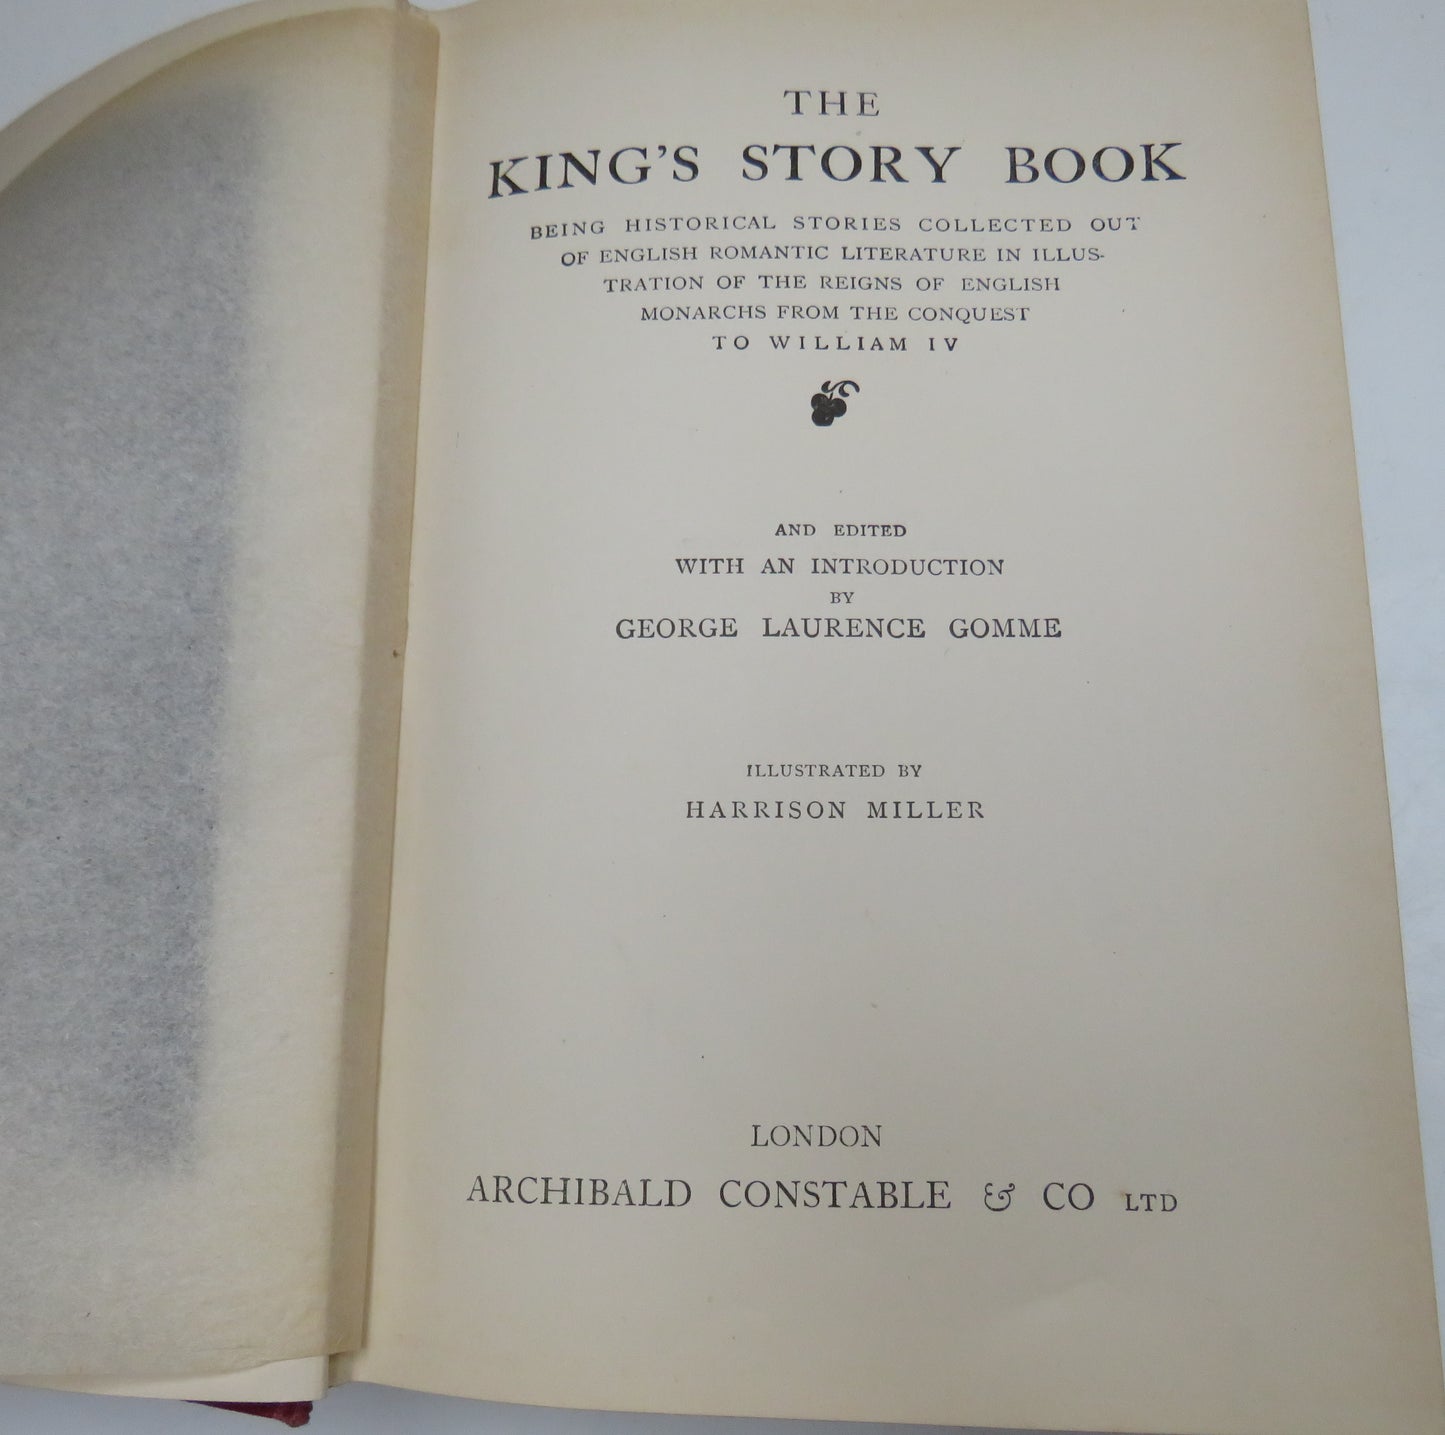 THE
KING'S STORY BOOK
BEING HISTORICAL STORIES COLLECTED OUT
OF ENGLISH ROMANTIC LITERATURE IN ILLUS-
TRATION OF THE REIGNS OF ENGLISH
MONARCHS FROM THE CONQUEST
TO WILLIAM IV
AND EDITED
WITH AN INTRODUCTION
BY
GEORGE LAURENCE GOMME
ILLUSTRATED BY
HARRISON MILLER
LONDON
ARCHIBALD CONSTABLE & CO LTD